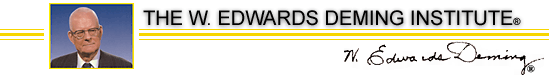 THE W. EDWARDS DEMING INSTITUTE®
W. Edwards Deming®